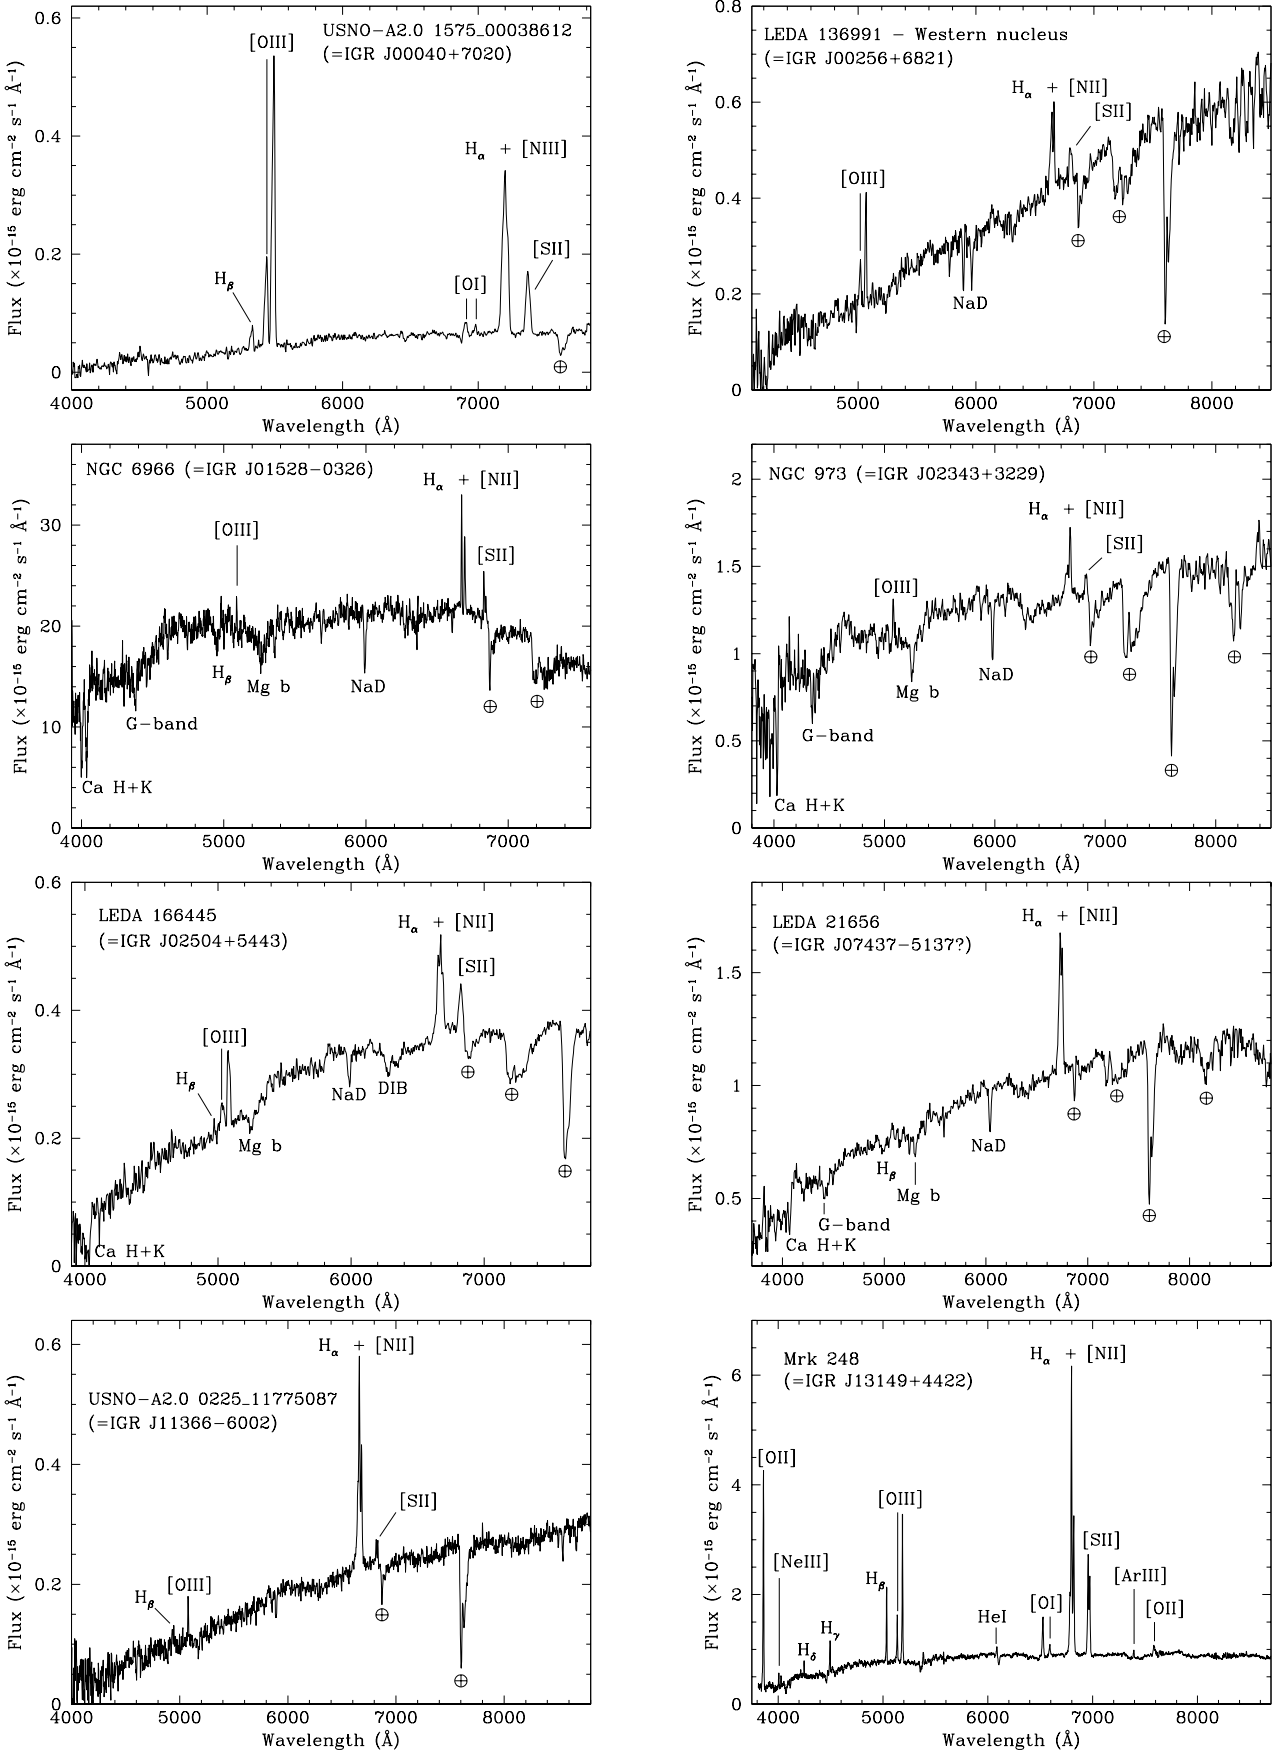 USNO-A2.0 1575_00038612
(=IGR J00040+7020)
[OIII]
Hα + [NIII]
[SII]
[OI]
Hβ
⊕
0.6
0.4
0.2
0
Flux (×10⁻¹⁵ erg cm⁻² s⁻¹ Å⁻¹)
4000 5000 6000 7000
Wavelength (Å)
LEDA 136991 - Western nucleus
(=IGR J00256+6821)
Hα + [NII]
[SII]
[OIII]
NaD
⊕ ⊕ ⊕
0.8
0.6
0.4
0.2
0
Flux (×10⁻¹⁵ erg cm⁻² s⁻¹ Å⁻¹)
5000 6000 7000 8000
Wavelength (Å)
NGC 6966 (=IGR J01528-0326)
Hα + [NII]
[OIII]
[SII]
Hβ
Mg b
NaD
G-band
Ca H+K
⊕ ⊕
30
20
10
0
Flux (×10⁻¹⁵ erg cm⁻² s⁻¹ Å⁻¹)
4000 5000 6000 7000
Wavelength (Å)
NGC 973 (=IGR J02343+3229)
Hα + [NII]
[SII]
[OIII]
Mg b
NaD
G-band
Ca H+K
⊕ ⊕ ⊕ ⊕
2
1.5
1
0.5
0
Flux (×10⁻¹⁵ erg cm⁻² s⁻¹ Å⁻¹)
4000 5000 6000 7000 8000
Wavelength (Å)
LEDA 166445
(=IGR J02504+5443)
Hα + [NII]
[SII]
[OIII]
Hβ
NaD
DIB
Mg b
Ca H+K
⊕ ⊕ ⊕
0.6
0.4
0.2
0
Flux (×10⁻¹⁵ erg cm⁻² s⁻¹ Å⁻¹)
4000 5000 6000 7000
Wavelength (Å)
LEDA 21656
(=IGR J07437-5137?)
Hα + [NII]
NaD
Hβ
Mg b
G-band
Ca H+K
⊕ ⊕ ⊕ ⊕
1.5
1
0.5
Flux (×10⁻¹⁵ erg cm⁻² s⁻¹ Å⁻¹)
4000 5000 6000 7000 8000
Wavelength (Å)
Hα + [NII]
USNO-A2.0 0225_11775087
(=IGR J11366-6002)
[SII]
[OIII]
Hβ
⊕ ⊕
0.6
0.4
0.2
0
Flux (×10⁻¹⁵ erg cm⁻² s⁻¹ Å⁻¹)
4000 5000 6000 7000 8000
Wavelength (Å)
Mrk 248
(=IGR J13149+4422)
Hα + [NII]
[OII]
[OIII]
[NeIII]
Hβ
[SII]
[ArIII]
[OI]
[OII]
HeI
Hγ
Hδ
6
4
2
0
Flux (×10⁻¹⁵ erg cm⁻² s⁻¹ Å⁻¹)
4000 5000 6000 7000 8000
Wavelength (Å)